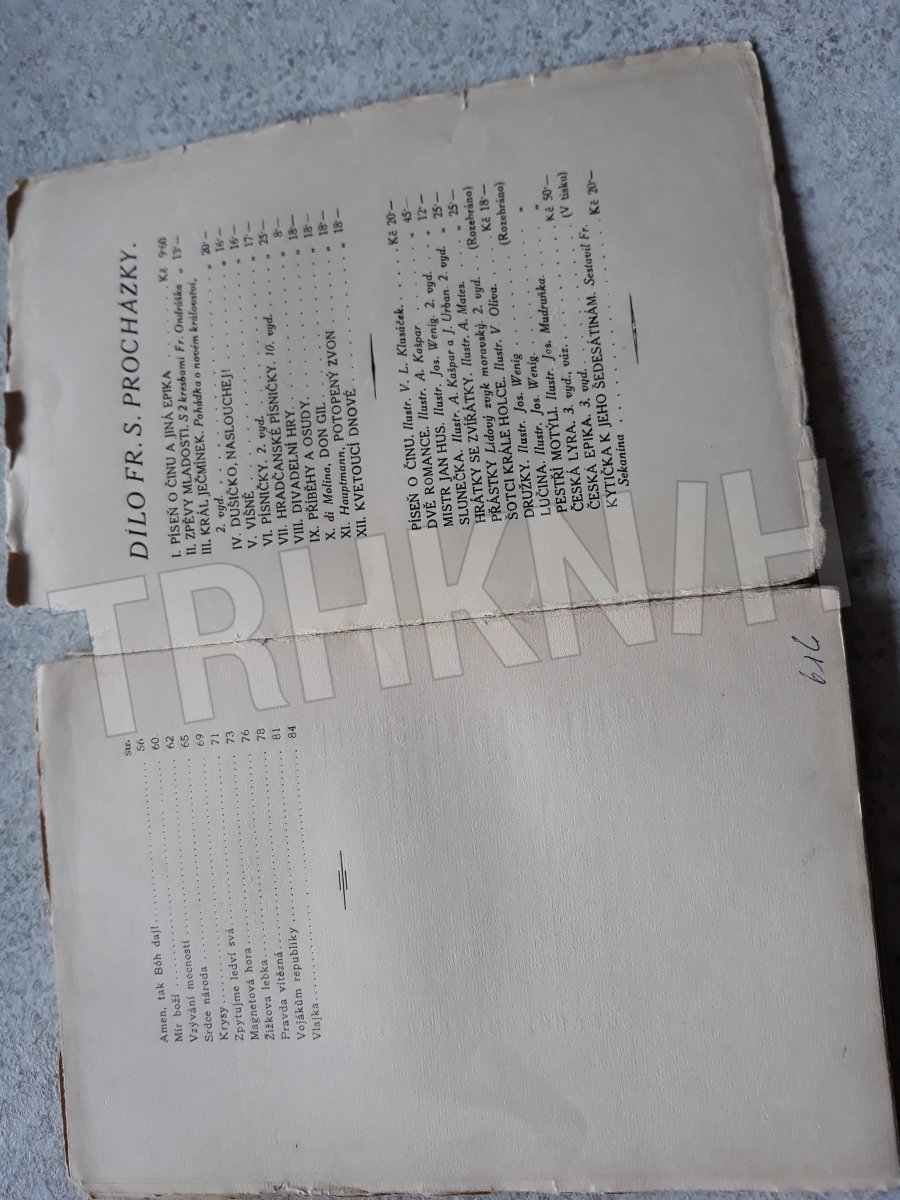 Str.
Amen, tak Bóh daj! . . . . . . . . 56
Mír boží . . . . . . . . 60
Vzývání mocností . . . . . . . . 62
Srdce národa . . . . . . . . 65
Krysy . . . . . . . . 69
Zpytujme ledví svá . . . . . . . . 71
Magnetová hora . . . . . . . . 73
Žižkova lebka . . . . . . . . 76
Pravda vítězná . . . . . . . . 78
Vojákům republiky . . . . . . . . 81
Vlajka . . . . . . . . 84
DÍLO FR. S. PROCHÁZKY.
I. PÍSEŇ O ČINU A JINÁ EPIKA Kč 9·60
II. ZPĚVY MLADOSTI. S 2 kresbami Fr. Ondrúška „ 13·—
III. KRÁL JEČMÍNEK. Pohádka o novém království,
2. vyd. . . . . . . . „ 20·—
IV. DUŠIČKO, NASLOUCHEJ! . . . . „ 16·—
V. VIŠNĚ . . . . . . . . „ 16·—
VI. PÍSNIČKY. 2. vyd. . . . . . „ 17·—
VII. HRADČANSKÉ PÍSNIČKY. 10. vyd. . . „ 25·—
VIII. DIVADELNÍ HRY. . . . . . „ 8·—
IX. PŘÍBĚHY A OSUDY. . . . . . „ 18·—
X. di Molina, DON GIL. . . . . . „ 18·—
XI. Hauptmann, POTOPENÝ ZVON „ 18·—
XII. KVETOUCÍ DNOVÉ . . . . . „ 18·—
PÍSEŇ O ČINU. Ilustr. V. L. Klusáček. . . . . Kč 20·—
DVĚ ROMANCE. Ilustr. A. Kašpar . . . . „ 45·—
MISTR JAN HUS. Ilustr. Jos. Wenig. 2. vyd. . „ 12·—
SLUNEČKA. Ilustr. A. Kašpar a J. Urban. 2. vyd. „ 25·—
HRÁTKY SE ZVÍŘÁTKY. Ilustr. A. Mates. . „ 25·—
PŘÁSTKY Lidový zvyk moravský. 2. vyd. (Rozebráno)
ŠOTCI KRÁLE HOLCE. Ilustr. V. Oliva. . . Kč 18·—
DRUŽKY. Ilustr. Jos. Wenig . . . . (Rozebráno)
LUČINA. Ilustr. Jos. Wenig. . . . . „
PESTŘÍ MOTÝLI. Ilustr. Jos. Mudruňka. . . „
ČESKÁ LYRA. 3. vyd., váz. . . . . . Kč 50·—
ČESKÁ EPIKA. 3. vyd. . . . . . (V tisku)
KYTIČKA K JEHO ŠEDESÁTINÁM. Sestavil Fr.
Sekanina . . . . . . . . Kč 20·—
TRHKNIH